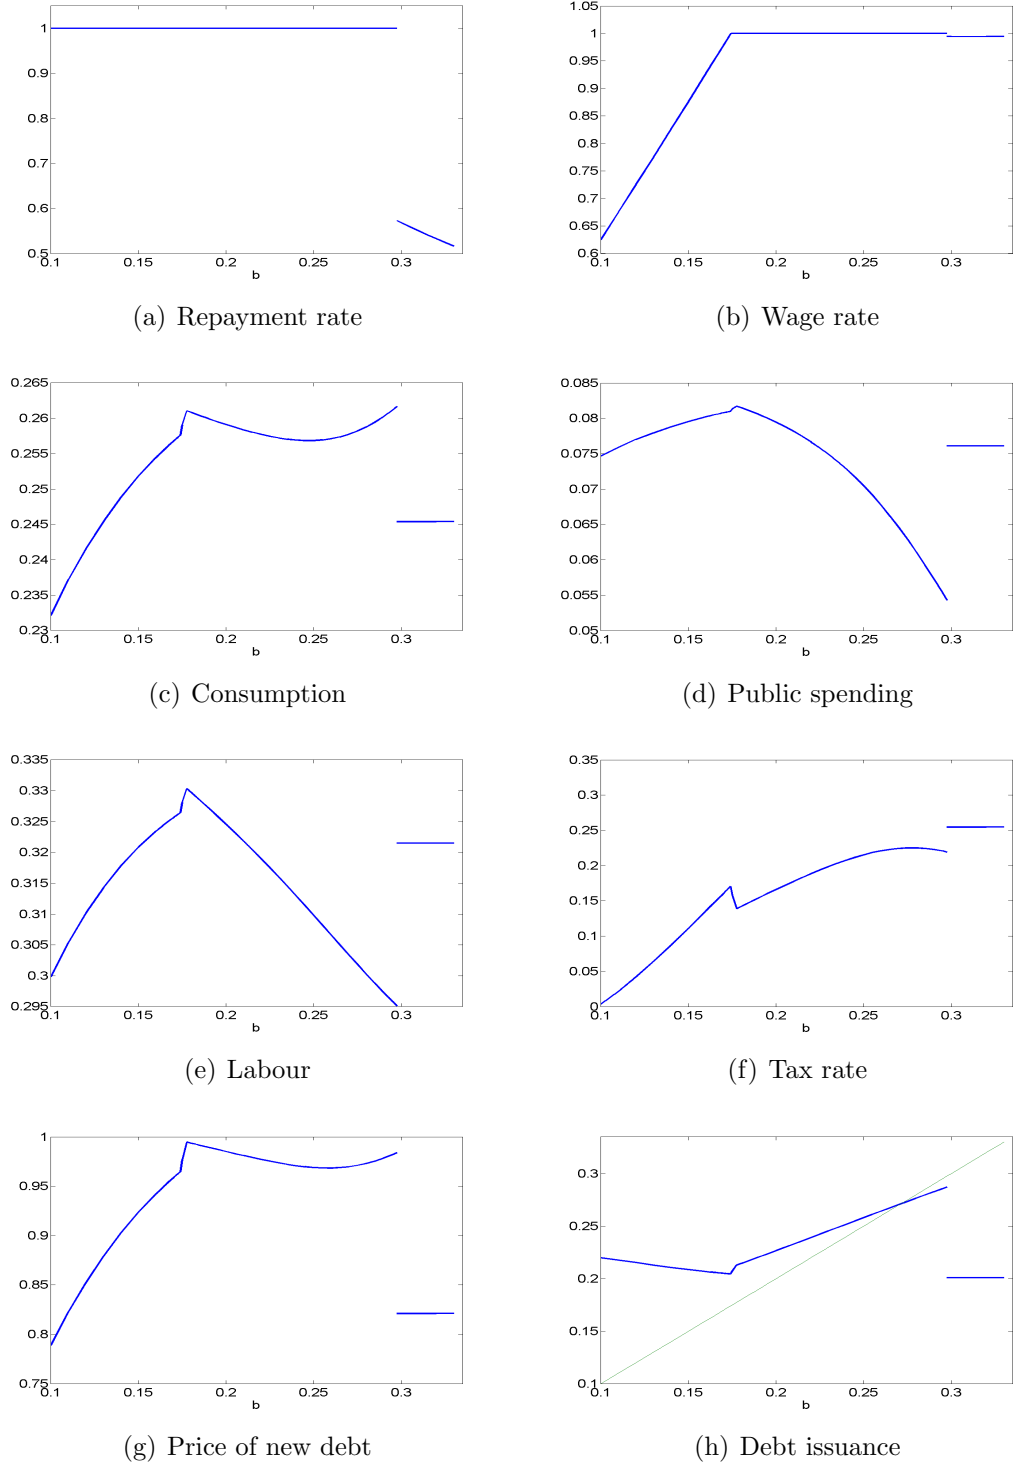 1
0.9
0.8
0.7
0.6
0.5
0.1 0.15 0.2 0.25 0.3
b
(a) Repayment rate
1.05
1
0.95
0.9
0.85
0.8
0.75
0.7
0.65
0.6
0.1 0.15 0.2 0.25 0.3
b
(b) Wage rate
0.265
0.26
0.255
0.25
0.245
0.24
0.235
0.23
0.1 0.15 0.2 0.25 0.3
b
(c) Consumption
0.085
0.08
0.075
0.07
0.065
0.06
0.055
0.05
0.1 0.15 0.2 0.25 0.3
b
(d) Public spending
0.335
0.33
0.325
0.32
0.315
0.31
0.305
0.3
0.295
0.1 0.15 0.2 0.25 0.3
b
(e) Labour
0.35
0.3
0.25
0.2
0.15
0.1
0.05
0
0.1 0.15 0.2 0.25 0.3
b
(f) Tax rate
1
0.95
0.9
0.85
0.8
0.75
0.1 0.15 0.2 0.25 0.3
b
(g) Price of new debt
0.3
0.25
0.2
0.15
0.1
0.1 0.15 0.2 0.25 0.3
b
(h) Debt issuance